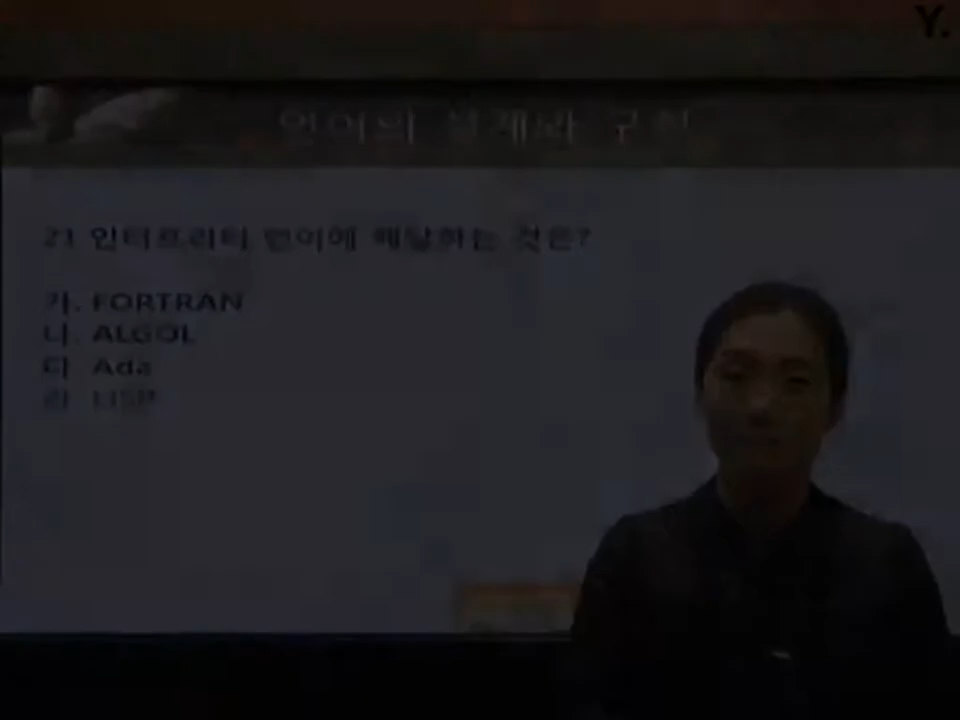 Y.
언어의 설계와 구현
21 인터프리터 언어에 해당하는 것은?
가. FORTRAN
나. ALGOL
다. Ada
라. LISP